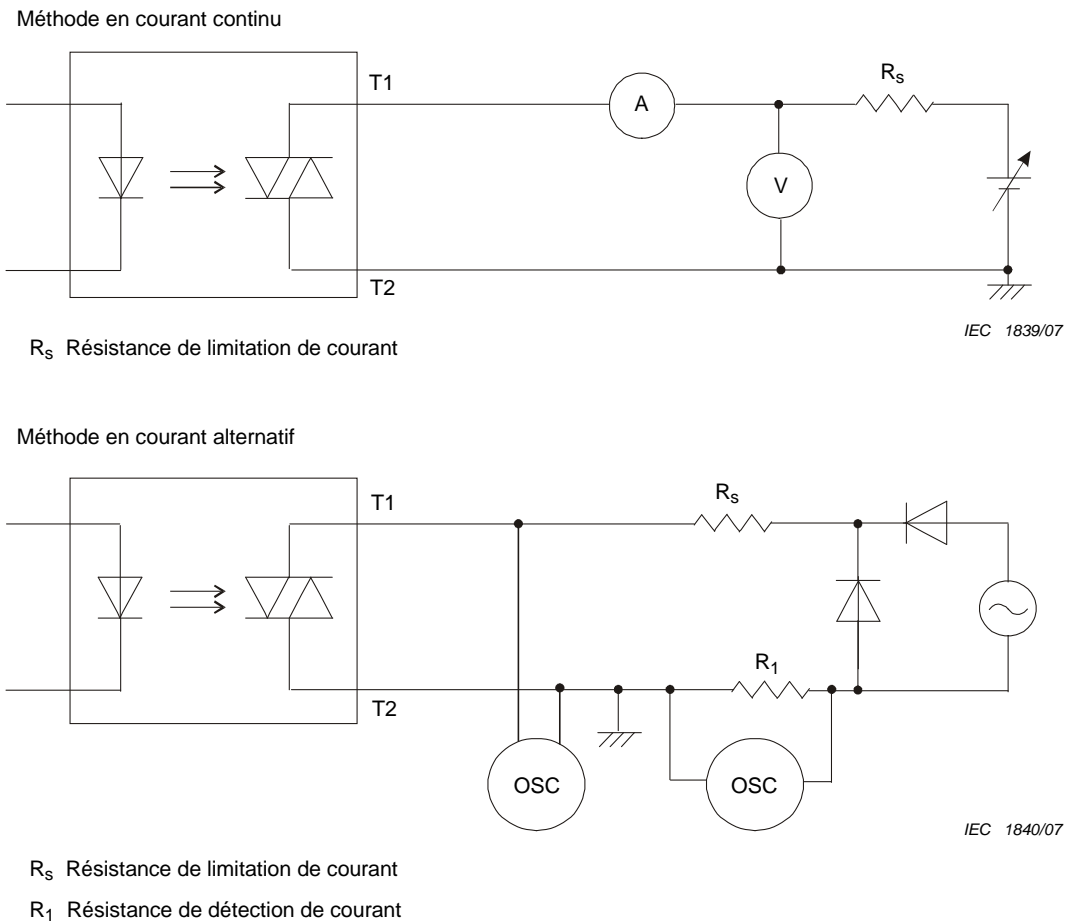 Méthode en courant continu
T1
A
Rs
V
T2
IEC 1839/07
Rs Résistance de limitation de courant
Méthode en courant alternatif
T1
Rs
R1
T2
OSC
OSC
IEC 1840/07
Rs Résistance de limitation de courant
R1 Résistance de détection de courant